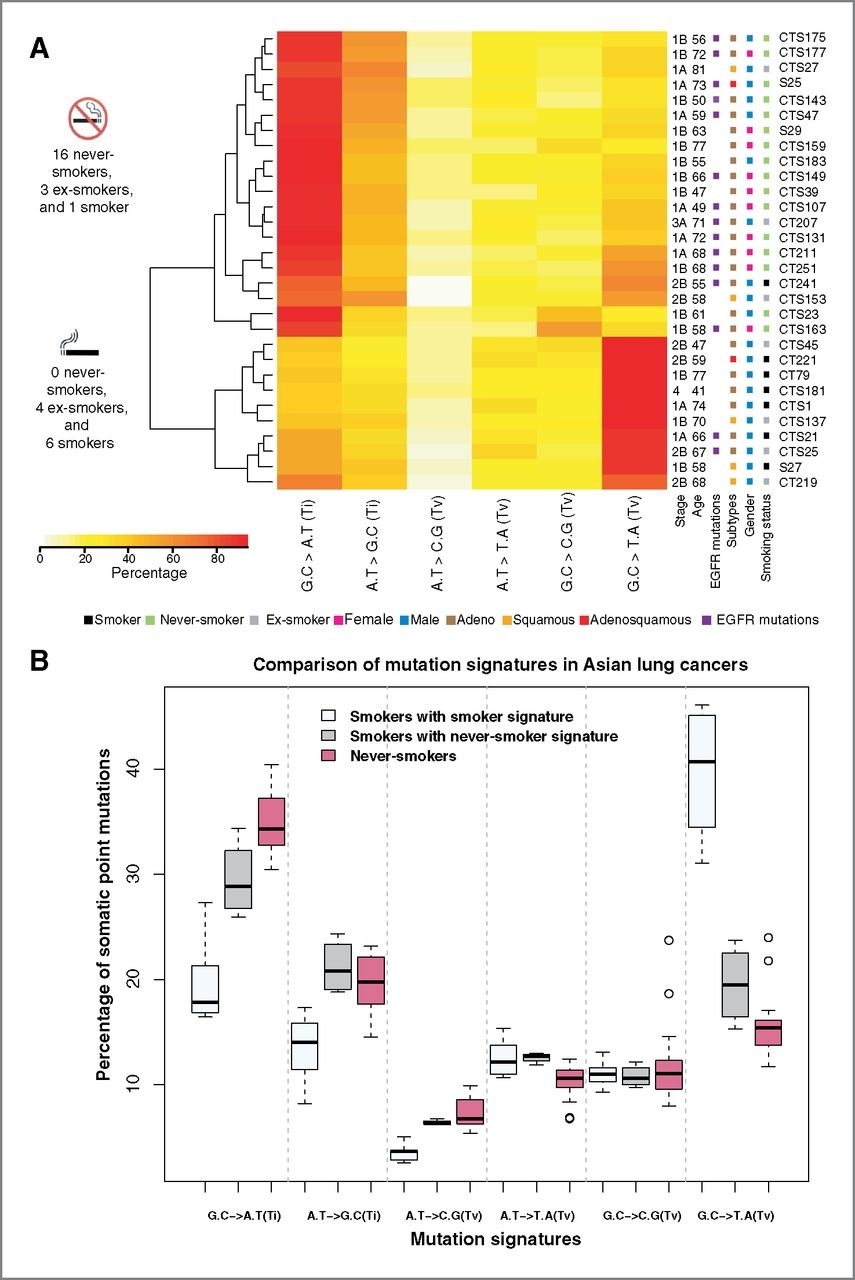 A
16 never-
smokers,
3 ex-smokers,
and 1 smoker
0 never-
smokers,
4 ex-smokers,
and
6 smokers
1B 56 CTS175
1B 72 CTS177
1A 81 CTS27
1A 73 S25
1B 50 CTS143
1A 59 CTS47
1B 63 S29
1B 77 CTS159
1B 55 CTS183
1B 66 CTS149
1B 47 CTS39
1A 49 CTS107
3A 71 CT207
1A 72 CTS131
1A 68 CT211
1B 68 CT251
2B 55 CT241
2B 58 CTS153
1B 61 CTS23
1B 58 CTS163
2B 47 CTS45
2B 59 CT221
1B 77 CT79
4 41 CTS181
1A 74 CTS1
1B 70 CTS137
1A 66 CTS21
2B 67 CTS25
1B 58 S27
2B 68 CT219
G.C > A.T (Ti)
A.T > G.C (Ti)
A.T > C.G (Tv)
A.T > T.A (Tv)
G.C > C.G (Tv)
G.C > T.A (Tv)
Stage
Age
EGFR mutations
Subtypes
Gender
Smoking status
0 20 40 60 80
Percentage
Smoker Never-smoker Ex-smoker Female Male Adeno Squamous Adenosquamous EGFR mutations
B
Comparison of mutation signatures in Asian lung cancers
Smokers with smoker signature
Smokers with never-smoker signature
Never-smokers
Percentage of somatic point mutations
40
30
20
10
G.C->A.T(Ti) A.T->G.C(Ti) A.T->C.G(Tv) A.T->T.A(Tv) G.C->C.G(Tv) G.C->T.A(Tv)
Mutation signatures